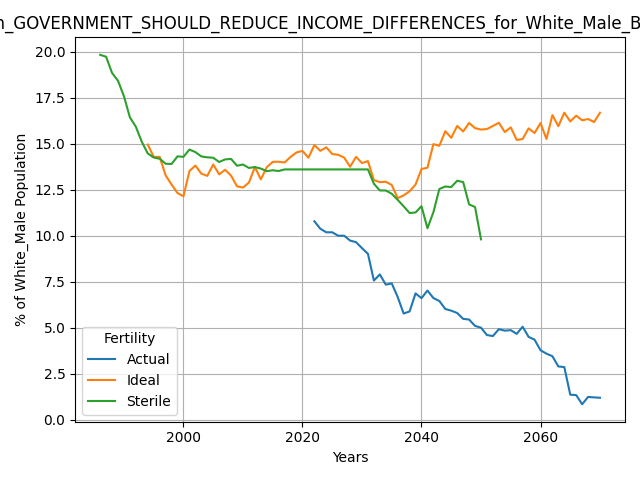 GOVERNMENT_SHOULD_REDUCE_INCOME_DIFFERENCES_for_White_Male_B
20.0
17.5
15.0
12.5
10.0
7.5
5.0
2.5
0.0
% of White_Male Population
Fertility
Actual
Ideal
Sterile
2000
2020
2040
2060
Years